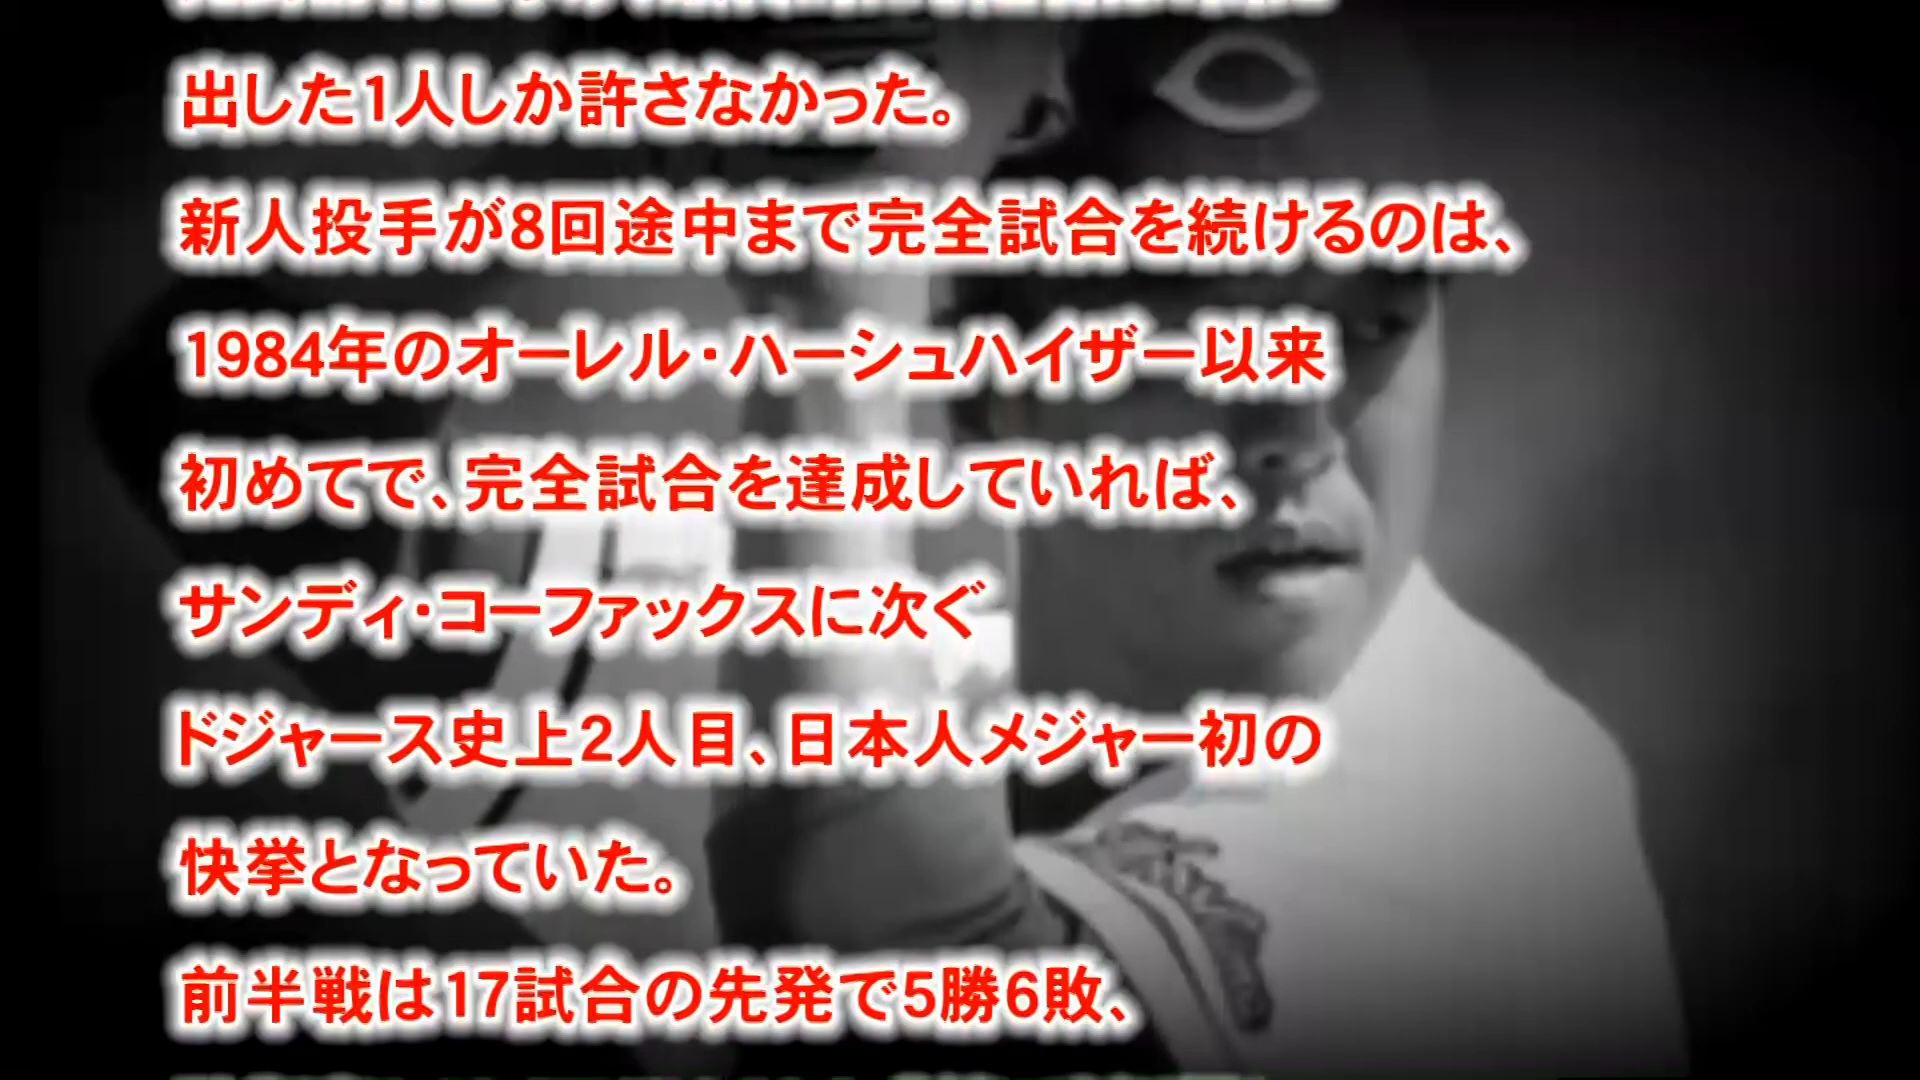 出した1人しか許さなかった。
新人投手が8回途中まで完全試合を続けるのは、
1984年のオーレル・ハーシュハイザー以来
初めてで、完全試合を達成していれば、
サンディ・コーファックスに次ぐ
ドジャース史上2人目、日本人メジャー初の
快挙となっていた。
前半戦は17試合の先発で5勝6敗、